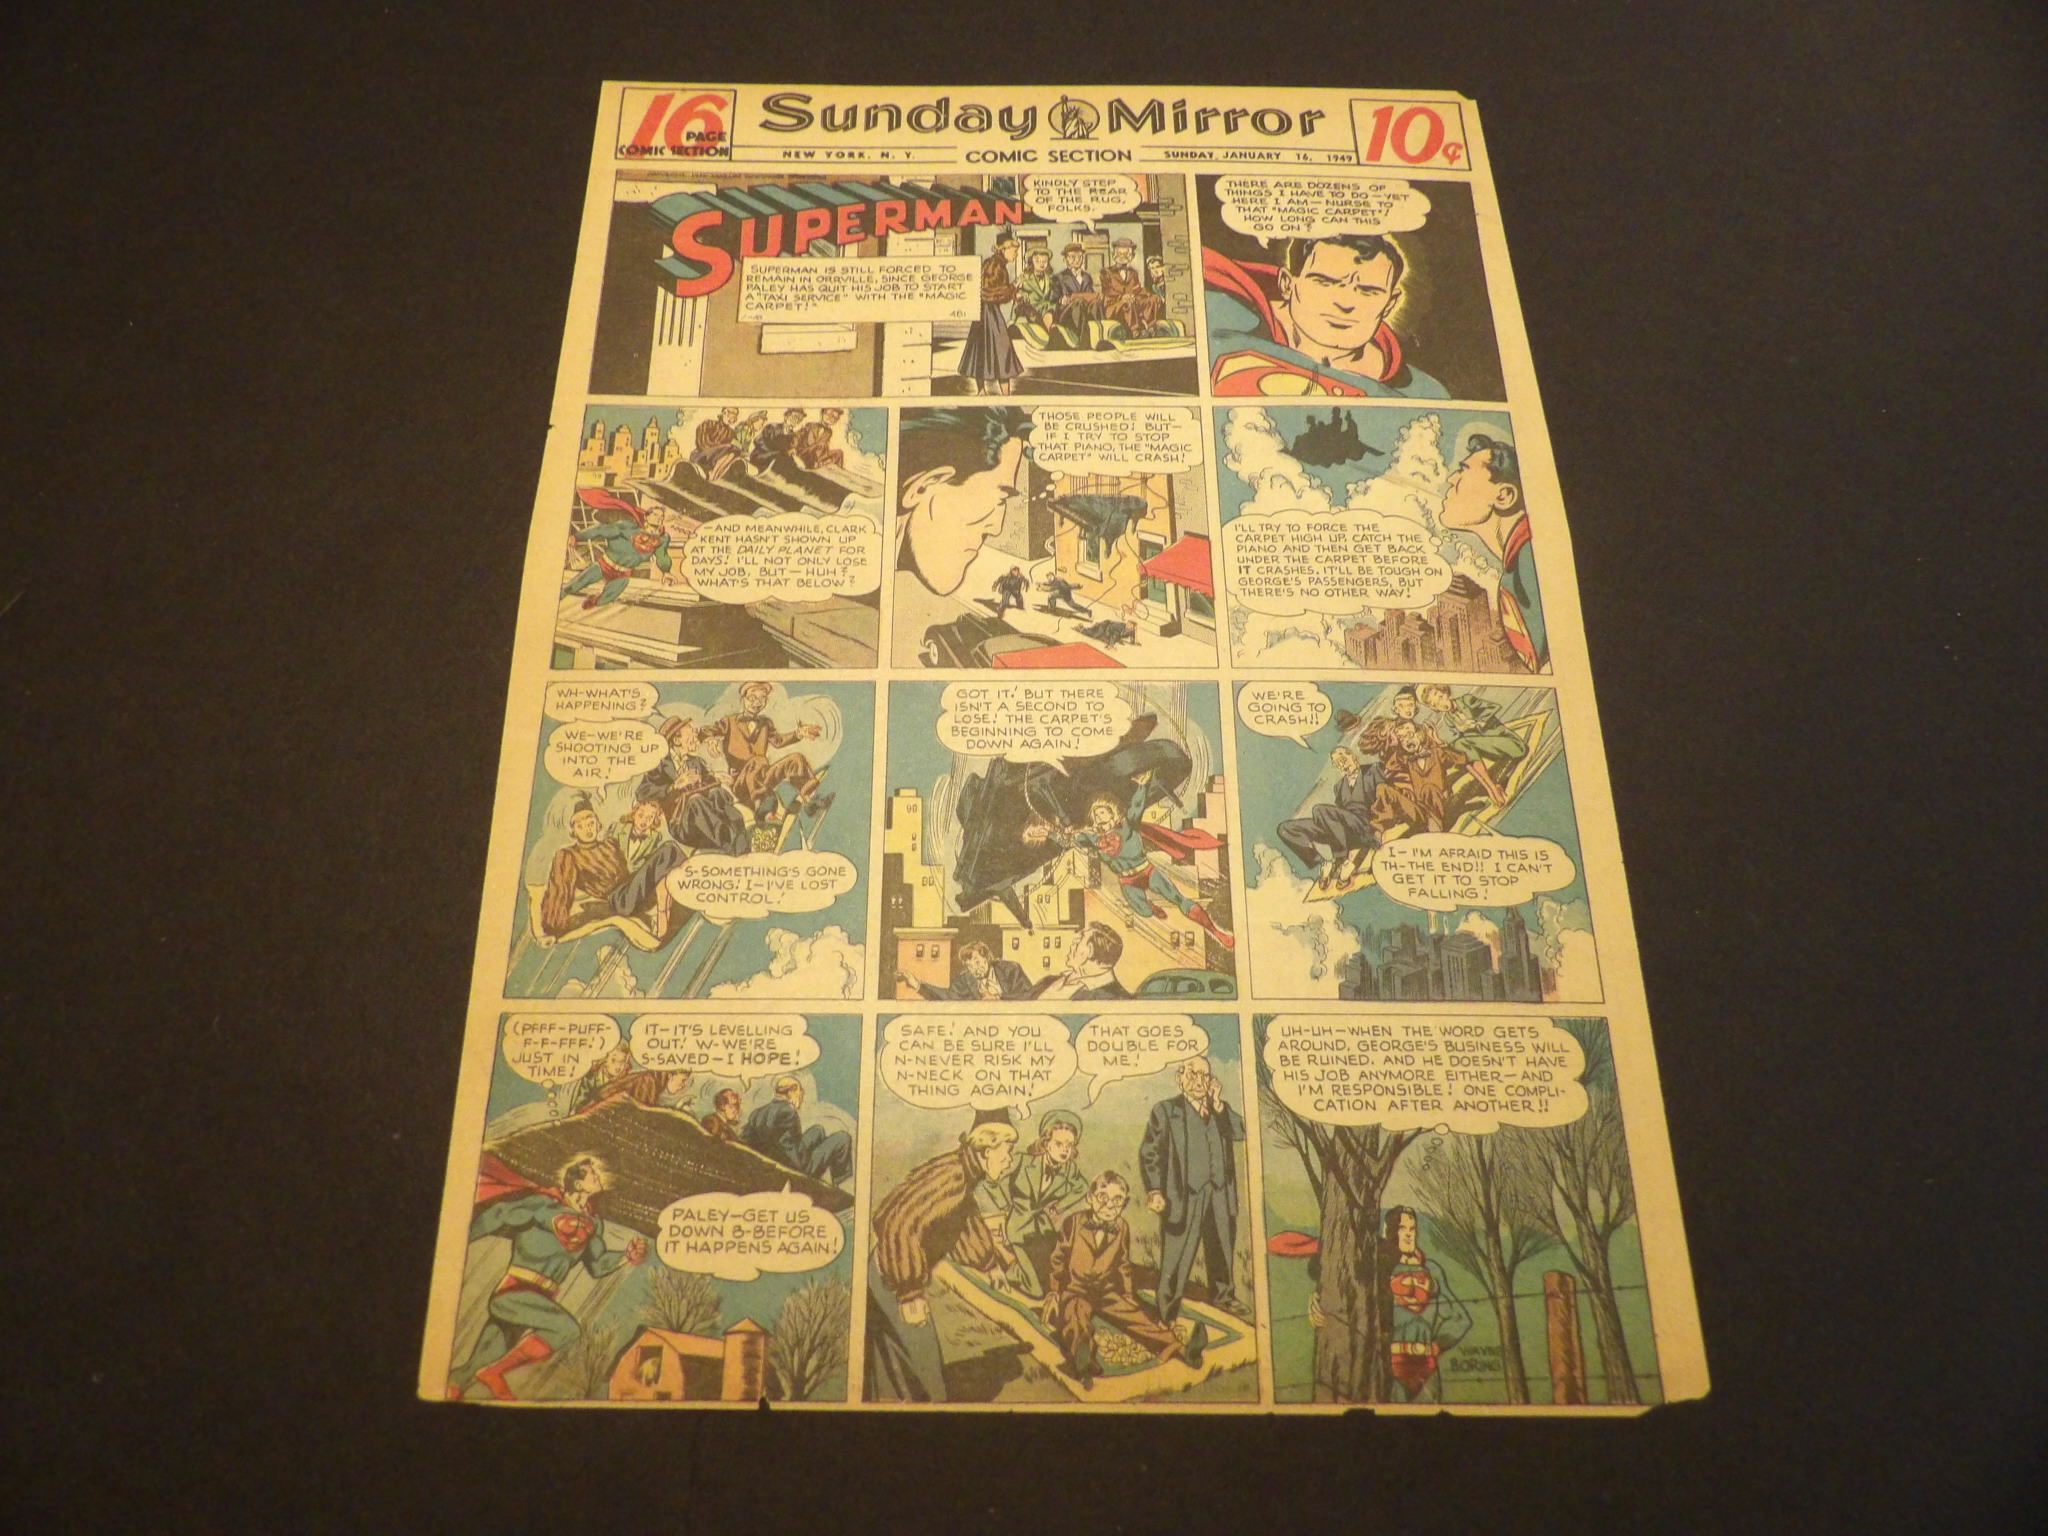 16
PAGE
COMIC SECTION
Sunday Mirror
10¢
NEW YORK, N. Y.
COMIC SECTION
SUNDAY, JANUARY 16, 1949
SUPERMAN
KINDLY STEP
TO THE REAR
OF THE RUG,
FOLKS.
SUPERMAN IS STILL FORCED TO
REMAIN IN ORRVILLE, SINCE GEORGE
PALEY HAS QUIT HIS JOB TO START
A "TAXI SERVICE" WITH THE "MAGIC
CARPET!"
481
THERE ARE DOZENS OF
THINGS I HAVE TO DO—YET
HERE I AM—NURSE TO
THAT "MAGIC CARPET"!
HOW LONG CAN THIS
GO ON?
—AND MEANWHILE, CLARK
KENT HASN'T SHOWN UP
AT THE DAILY PLANET FOR
DAYS! I'LL NOT ONLY LOSE
MY JOB, BUT—HUH?
WHAT'S THAT BELOW?
THOSE PEOPLE WILL
BE CRUSHED! BUT—
IF I TRY TO STOP
THAT PIANO, THE "MAGIC
CARPET" WILL CRASH!
I'LL TRY TO FORCE THE
CARPET HIGH UP, CATCH THE
PIANO AND THEN GET BACK
UNDER THE CARPET BEFORE
IT CRASHES. IT'LL BE TOUGH ON
GEORGE'S PASSENGERS, BUT
THERE'S NO OTHER WAY!
WH-WHAT'S
HAPPENING?
WE-WE'RE
SHOOTING UP
INTO THE
AIR!
S-SOMETHING'S GONE
WRONG! I—I'VE LOST
CONTROL!
GOT IT! BUT THERE
ISN'T A SECOND TO
LOSE! THE CARPET'S
BEGINNING TO COME
DOWN AGAIN!
WE'RE
GOING TO
CRASH!!
I—I'M AFRAID THIS IS
TH-THE END!! I CAN'T
GET IT TO STOP
FALLING!
(PFFF-PUFF-
F-F-FFF!)
JUST IN
TIME!
IT—IT'S LEVELLING
OUT! W-WE'RE
S-SAVED—I HOPE!
PALEY—GET US
DOWN B-BEFORE
IT HAPPENS AGAIN!
SAFE! AND YOU
CAN BE SURE I'LL
N-NEVER RISK MY
N-NECK ON THAT
THING AGAIN!
THAT GOES
DOUBLE FOR
ME!
UH-UH—WHEN THE WORD GETS
AROUND, GEORGE'S BUSINESS WILL
BE RUINED. AND HE DOESN'T HAVE
HIS JOB ANYMORE EITHER—AND
I'M RESPONSIBLE! ONE COMPLI-
CATION AFTER ANOTHER!!
WAYNE
BORING